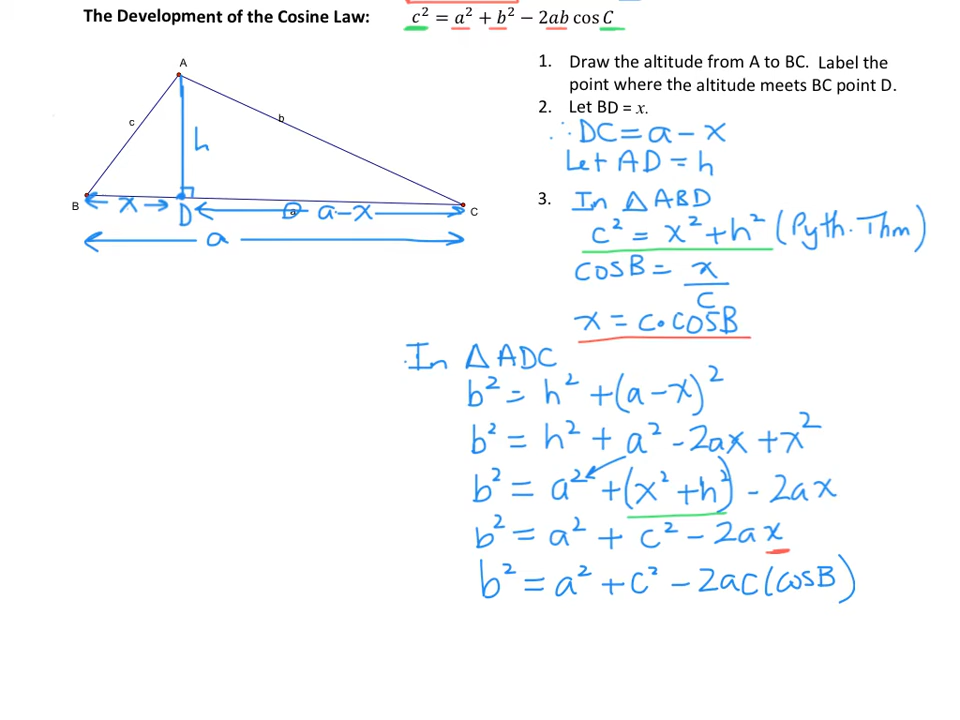 The Development of the Cosine Law: c² = a² + b² − 2ab cos C
1. Draw the altitude from A to BC. Label the
point where the altitude meets BC point D.
2. Let BD = x.
∴ DC = a − x
Let AD = h
3. In △ ABD
c² = x² + h² (Pyth. Thm)
cosB = x/c
x = c·cosB
A
c
b
h
B
x
D
a
a−x
C
a
In △ ADC
b² = h² + (a−x)²
b² = h² + a² − 2ax + x²
b² = a² + (x² + h²) − 2ax
b² = a² + c² − 2ax
b² = a² + c² − 2ac(cosB)